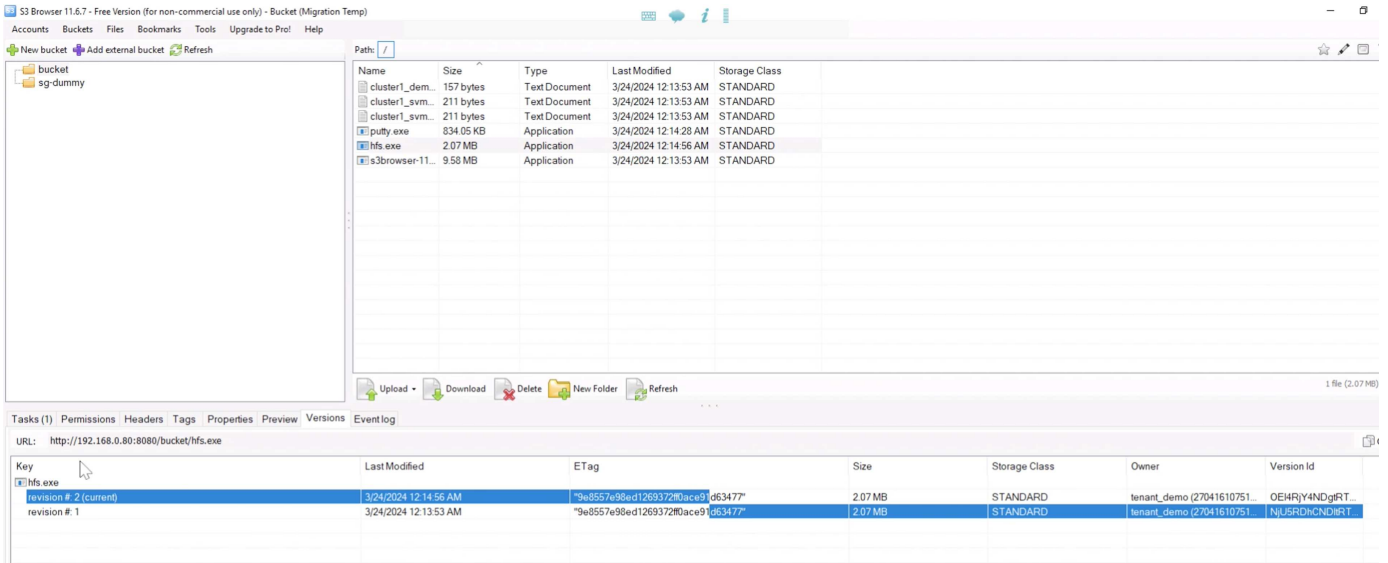 S3 Browser 11.6.7 - Free Version (for non-commercial use only) - Bucket (Migration Temp)
Accounts Buckets Files Bookmarks Tools Upgrade to Pro! Help
New bucket Add external bucket Refresh Path: /
bucket
sg-dummy
Name Size Type Last Modified Storage Class
cluster1_dem... 157 bytes Text Document 3/24/2024 12:13:53 AM STANDARD
cluster1_svm... 211 bytes Text Document 3/24/2024 12:13:53 AM STANDARD
cluster1_svm... 211 bytes Text Document 3/24/2024 12:13:53 AM STANDARD
putty.exe 834.05 KB Application 3/24/2024 12:14:28 AM STANDARD
hfs.exe 2.07 MB Application 3/24/2024 12:14:56 AM STANDARD
s3browser-11... 9.58 MB Application 3/24/2024 12:13:53 AM STANDARD
Upload Download Delete New Folder Refresh 1 file (2.07 MB)
Tasks (1) Permissions Headers Tags Properties Preview Versions Event log
URL: http://192.168.0.80:8080/bucket/hfs.exe
Key Last Modified ETag Size Storage Class Owner Version Id
hfs.exe
revision #: 2 (current) 3/24/2024 12:14:56 AM "9e8557e98ed1269372ff0ace91d63477" 2.07 MB STANDARD tenant_demo (27041610751...
revision #: 1 3/24/2024 12:13:53 AM "9e8557e98ed1269372ff0ace91d63477" 2.07 MB STANDARD tenant_demo (27041610751...